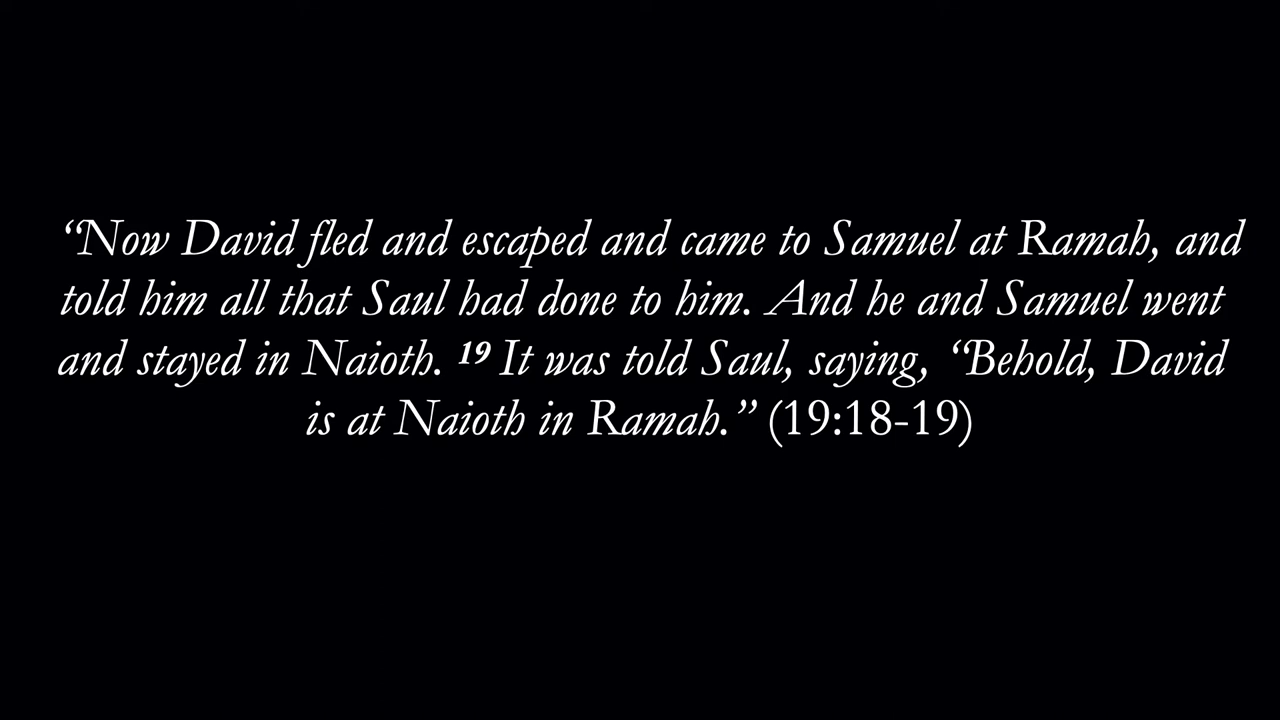 “Now David fled and escaped and came to Samuel at Ramah, and
told him all that Saul had done to him. And he and Samuel went
and stayed in Naioth. 19 It was told Saul, saying, “Behold, David
is at Naioth in Ramah.” (19:18-19)